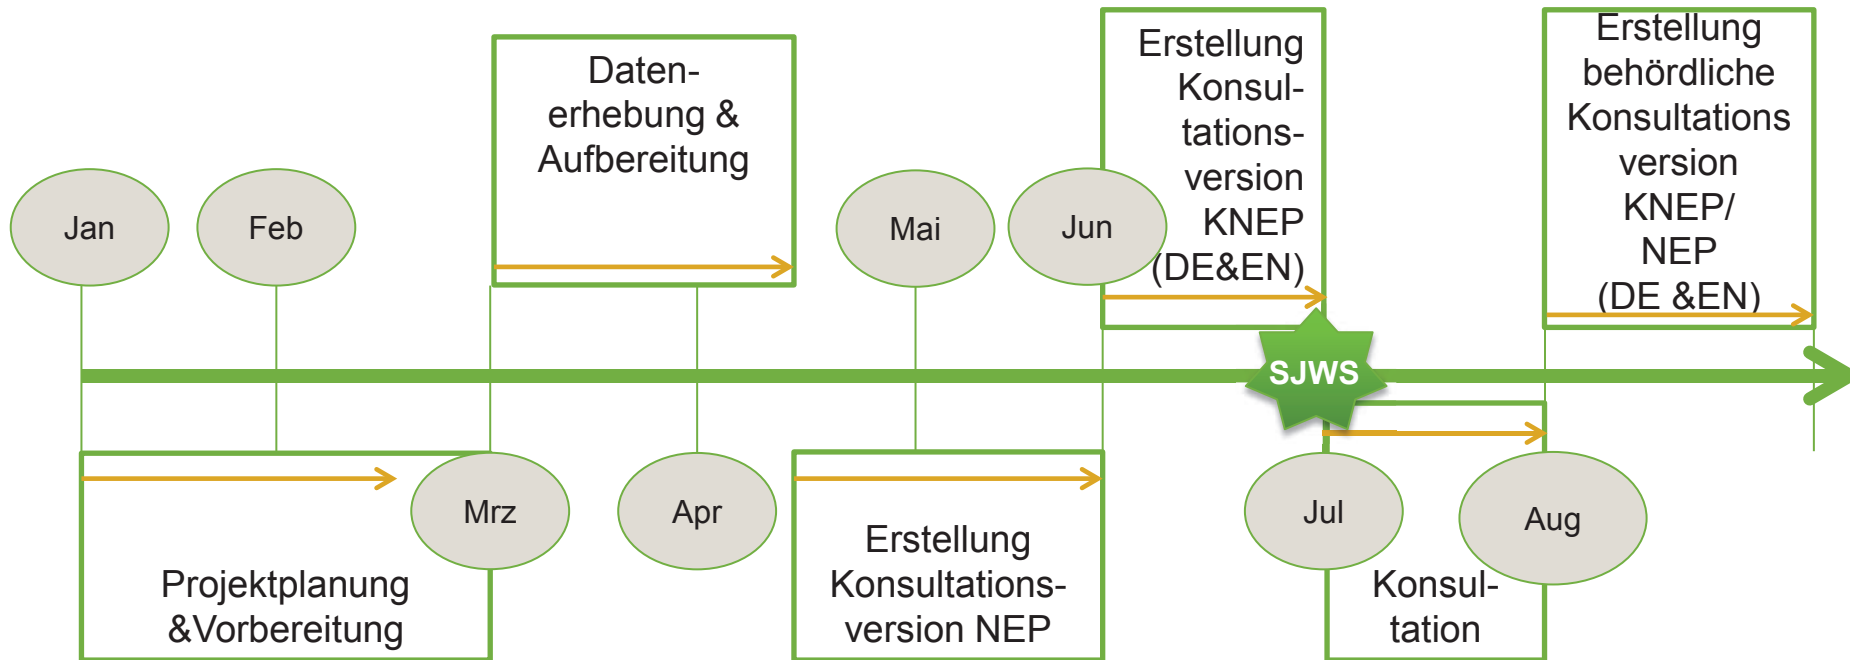 Daten-
erhebung &
Aufbereitung
Erstellung
Konsul-
tations-
version
KNEP
(DE&EN)
Erstellung
behördliche
Konsultations
version
KNEP/
NEP
(DE &EN)
Jan
Feb
Mai
Jun
SJWS
Mrz
Apr
Jul
Aug
Projektplanung
&Vorbereitung
Erstellung
Konsultations-
version NEP
Konsul-
tation